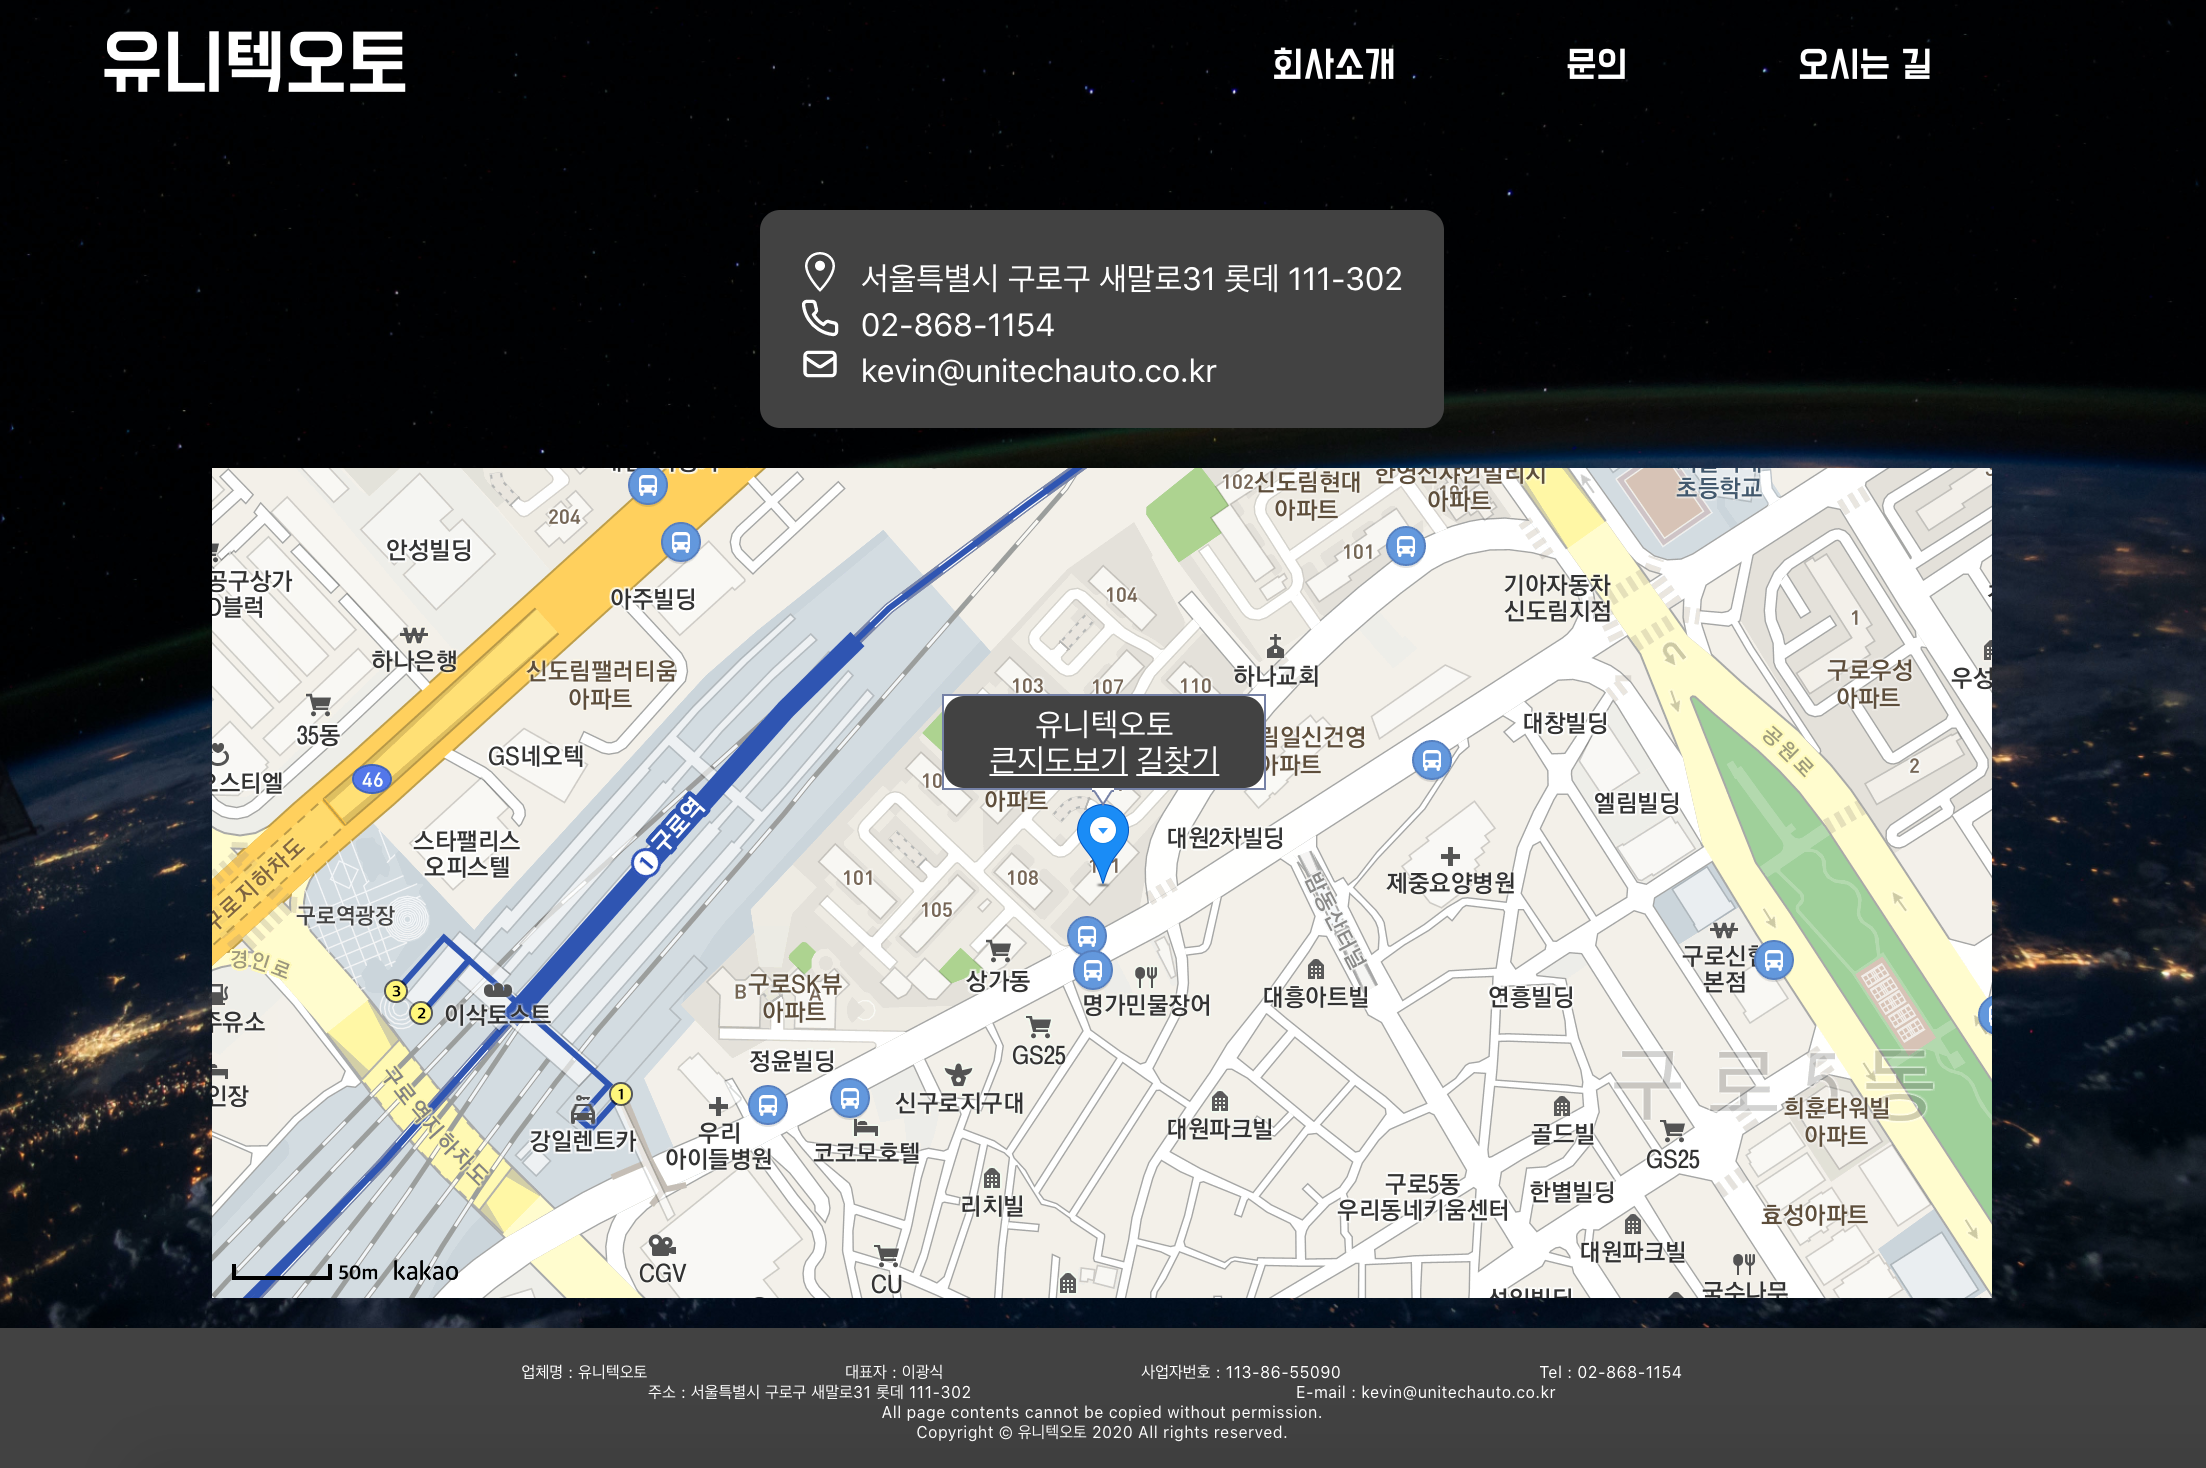 유니텍오토
회사소개
문의
오시는 길
서울특별시 구로구 새말로31 롯데 111-302
02-868-1154
kevin@unitechauto.co.kr
102
신도림현대
아파트
아파트
초등학교
204
안성빌딩
101
공구상가
아주빌딩
104
기아자동차
신도림지점
1
하나은행
신도림팰러티움
아파트
103
107
110
하나교회
구로우성
아파트
35동
GS네오텍
유니텍오토
큰지도보기 길찾기
아파트
대창빌딩
공원로
2
46
엘림빌딩
스타팰리스
오피스텔
1 구로역
대원2차빌딩
구로지하차도
101
108
105
제중요양병원
구로역광장
경인로
3
2
이삭토스트
구로SK뷰
아파트
B
A
상가동
명가민물장어
대흥아트빌
연흥빌딩
본점
GS25
정윤빌딩
구로역지하차도
1
강일렌트카
우리
아이들병원
코코모호텔
신구로지구대
대원파크빌
구로5동
골드빌
희훈타워빌
아파트
GS25
리치빌
구로5동
우리동네키움센터
한별빌딩
효성아파트
대원파크빌
CGV
CU
국수나무
50m kakao
업체명 : 유니텍오토
대표자 : 이광식
사업자번호 : 113-86-55090
Tel : 02-868-1154
주소 : 서울특별시 구로구 새말로31 롯데 111-302
E-mail : kevin@unitechauto.co.kr
All page contents cannot be copied without permission.
Copyright © 유니텍오토 2020 All rights reserved.